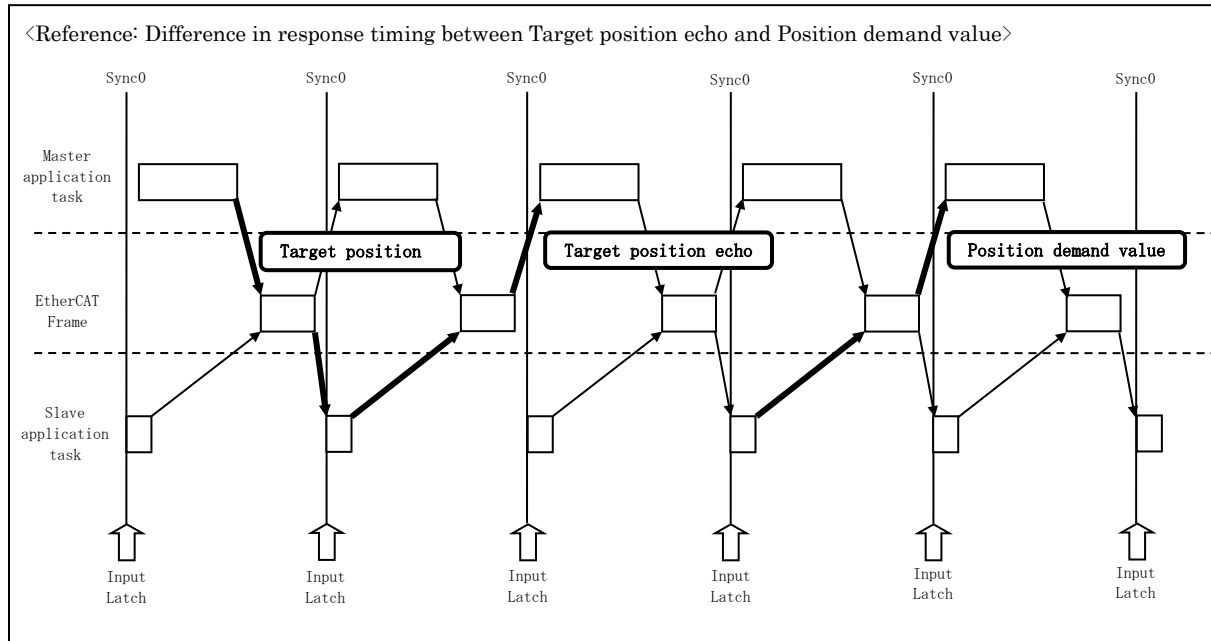 <Reference: Difference in response timing between Target position echo and Position demand value>
Sync0
Sync0
Sync0
Sync0
Sync0
Sync0
Master
application
task
Target position
Target position echo
Position demand value
EtherCAT
Frame
Slave
application
task
Input
Latch
Input
Latch
Input
Latch
Input
Latch
Input
Latch
Input
Latch